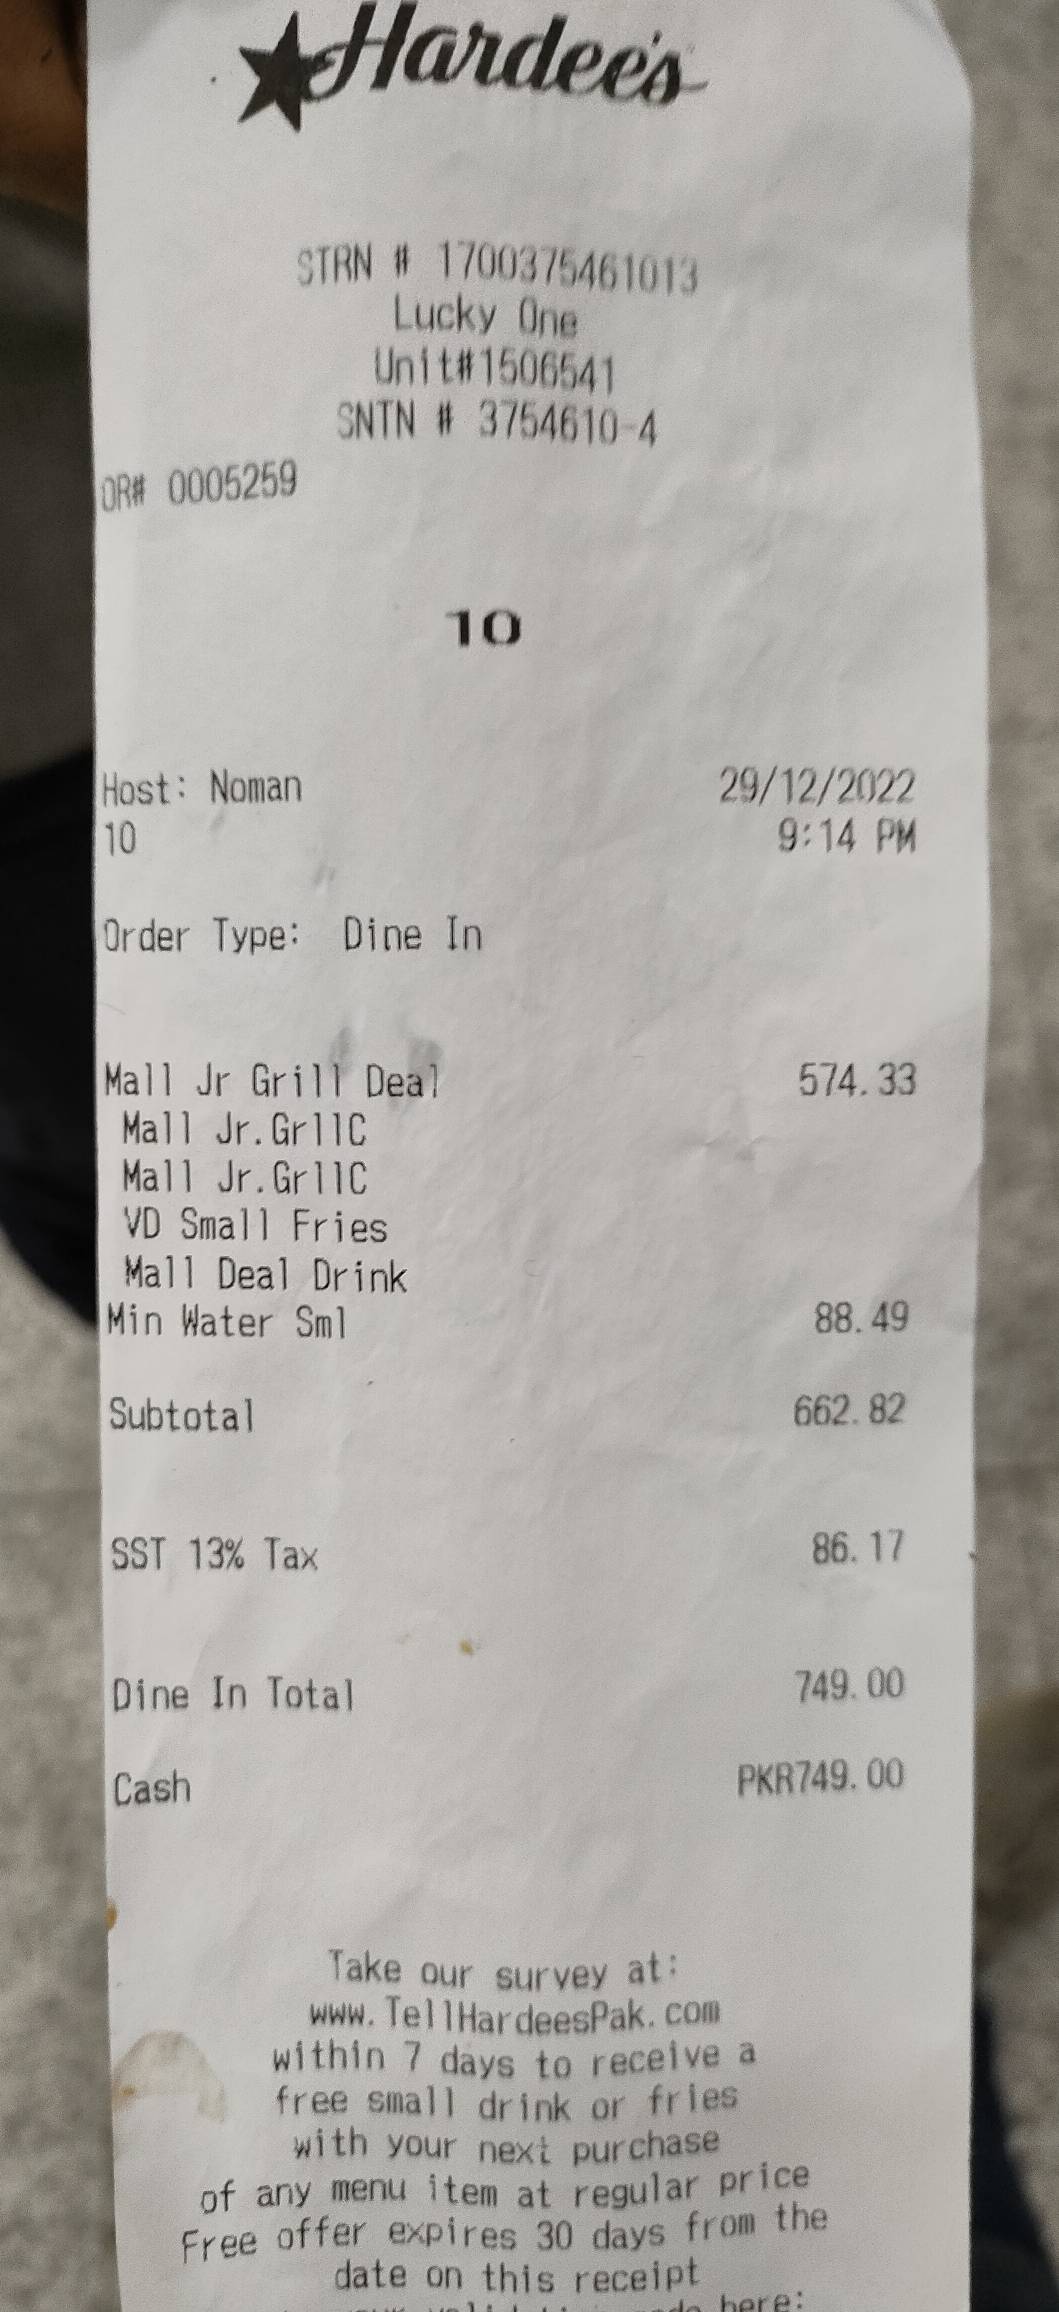 Hardee's
STRN # 1700375461013
Lucky One
Unit#1506541
SNTN # 3754610-4
OR# 0005259
10
Host: Noman 29/12/2022
10 9:14 PM
Order Type: Dine In
Mall Jr Grill Deal 574.33
Mall Jr.GrllC
Mall Jr.GrllC
VD Small Fries
Mall Deal Drink
Min Water Sml 88.49
Subtotal 662.82
SST 13% Tax 86.17
Dine In Total 749.00
Cash PKR749.00
Take our survey at:
www.TellHardeesPak.com
within 7 days to receive a
free small drink or fries
with your next purchase
of any menu item at regular price
Free offer expires 30 days from the
date on this receipt
here: